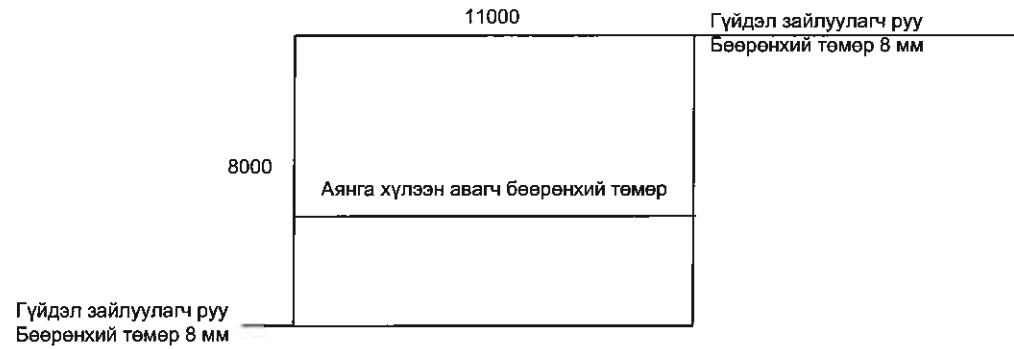 11000
Гүйдэл зайлуулагч руу
Бөөрөнхий төмөр 8 мм
8000
Аянга хүлээн авагч бөөрөнхий төмөр
Гүйдэл зайлуулагч руу
Бөөрөнхий төмөр 8 мм